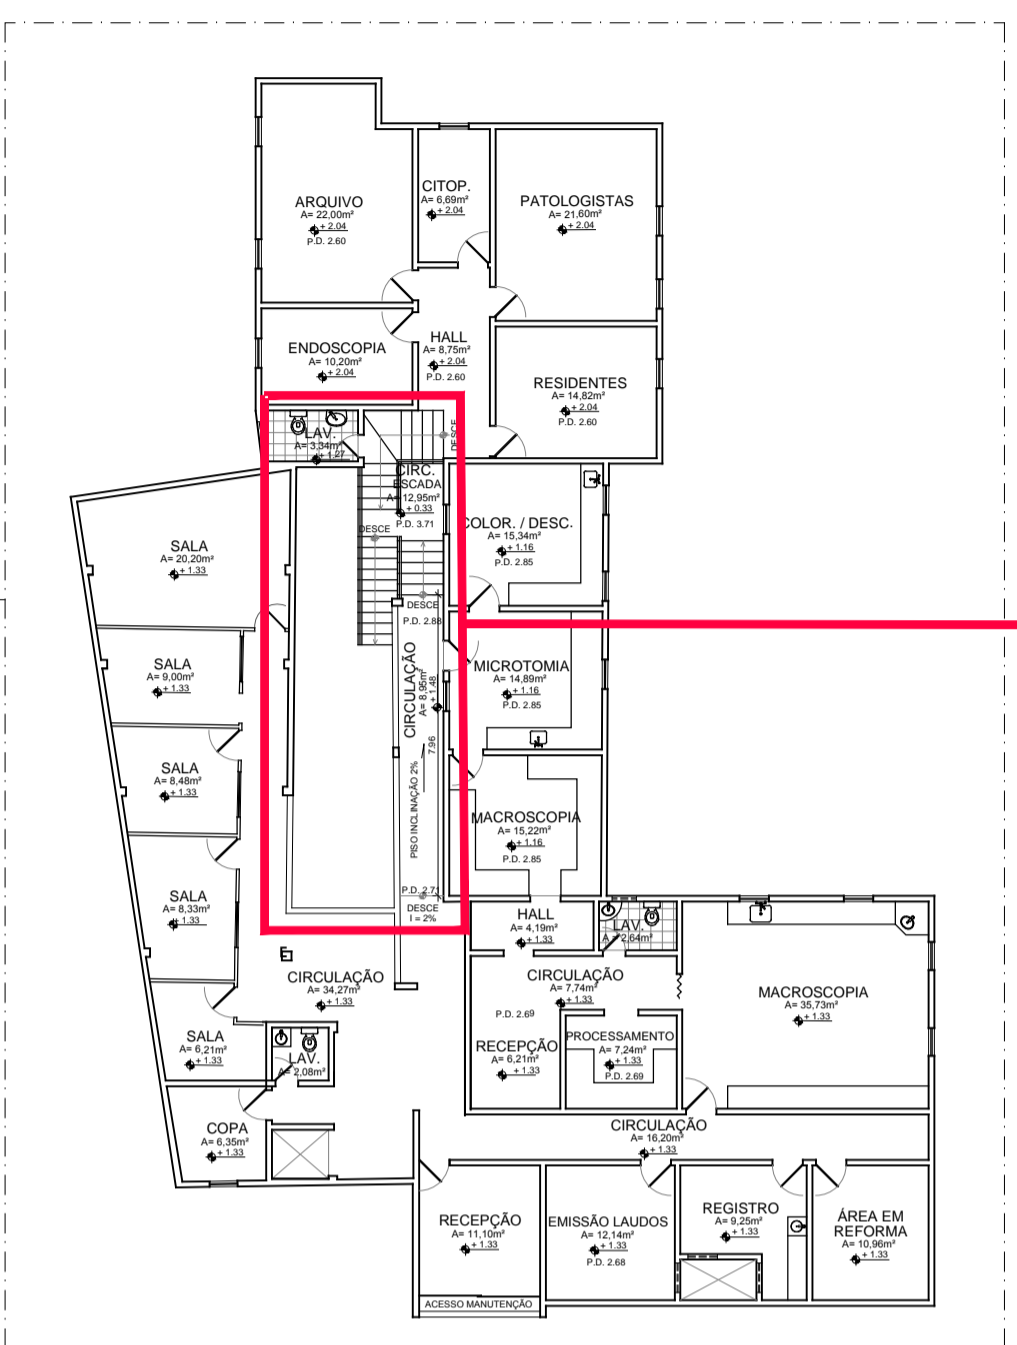 ARQUIVO
A= 22,00m²
+ 2.04
P.D. 2.60
CITOP.
A= 6,69m²
+ 2.04
PATOLOGISTAS
A= 21,60m²
+ 2.04
ENDOSCOPIA
A= 10,20m²
+ 2.04
HALL
A= 8,75m²
+ 2.04
P.D. 2.60
RESIDENTES
A= 14,82m²
+ 2.04
P.D. 2.60
LAV.
A= 3,34m²
+ 1.27
DESCE
CIRC.
ESCADA
A= 12,95m²
+ 0.33
P.D. 3.71
DESCE
COLOR. / DESC.
A= 15,34m²
+ 1.16
P.D. 2.85
SALA
A= 20,20m²
+ 1.33
DESCE
P.D. 2.88
CIRCULAÇÃO
A= 8,95m²
+ 1.48
7.96
PISO INCLINAÇÃO 2%
P.D. 2.71
DESCE
I = 2%
SALA
A= 9,00m²
+ 1.33
MICROTOMIA
A= 14,89m²
+ 1.16
P.D. 2.85
SALA
A= 8,48m²
+ 1.33
MACROSCOPIA
A= 15,22m²
+ 1.16
P.D. 2.85
SALA
A= 8,33m²
+ 1.33
HALL
A= 4,19m²
+ 1.33
LAV.
A= 2,64m²
CIRCULAÇÃO
A= 34,27m²
+ 1.33
CIRCULAÇÃO
A= 7,74m²
+ 1.33
P.D. 2.69
MACROSCOPIA
A= 35,73m²
+ 1.33
SALA
A= 6,21m²
+ 1.33
LAV.
A= 2,08m²
RECEPÇÃO
A= 6,21m²
+ 1.33
PROCESSAMENTO
A= 7,24m²
+ 1.33
P.D. 2.69
COPA
A= 6,35m²
+ 1.33
CIRCULAÇÃO
A= 16,20m²
+ 1.33
RECEPÇÃO
A= 11,10m²
+ 1.33
EMISSÃO LAUDOS
A= 12,14m²
+ 1.33
P.D. 2.68
REGISTRO
A= 9,25m²
+ 1.33
ÁREA EM
REFORMA
A= 10,96m²
+ 1.33
ACESSO MANUTENÇÃO